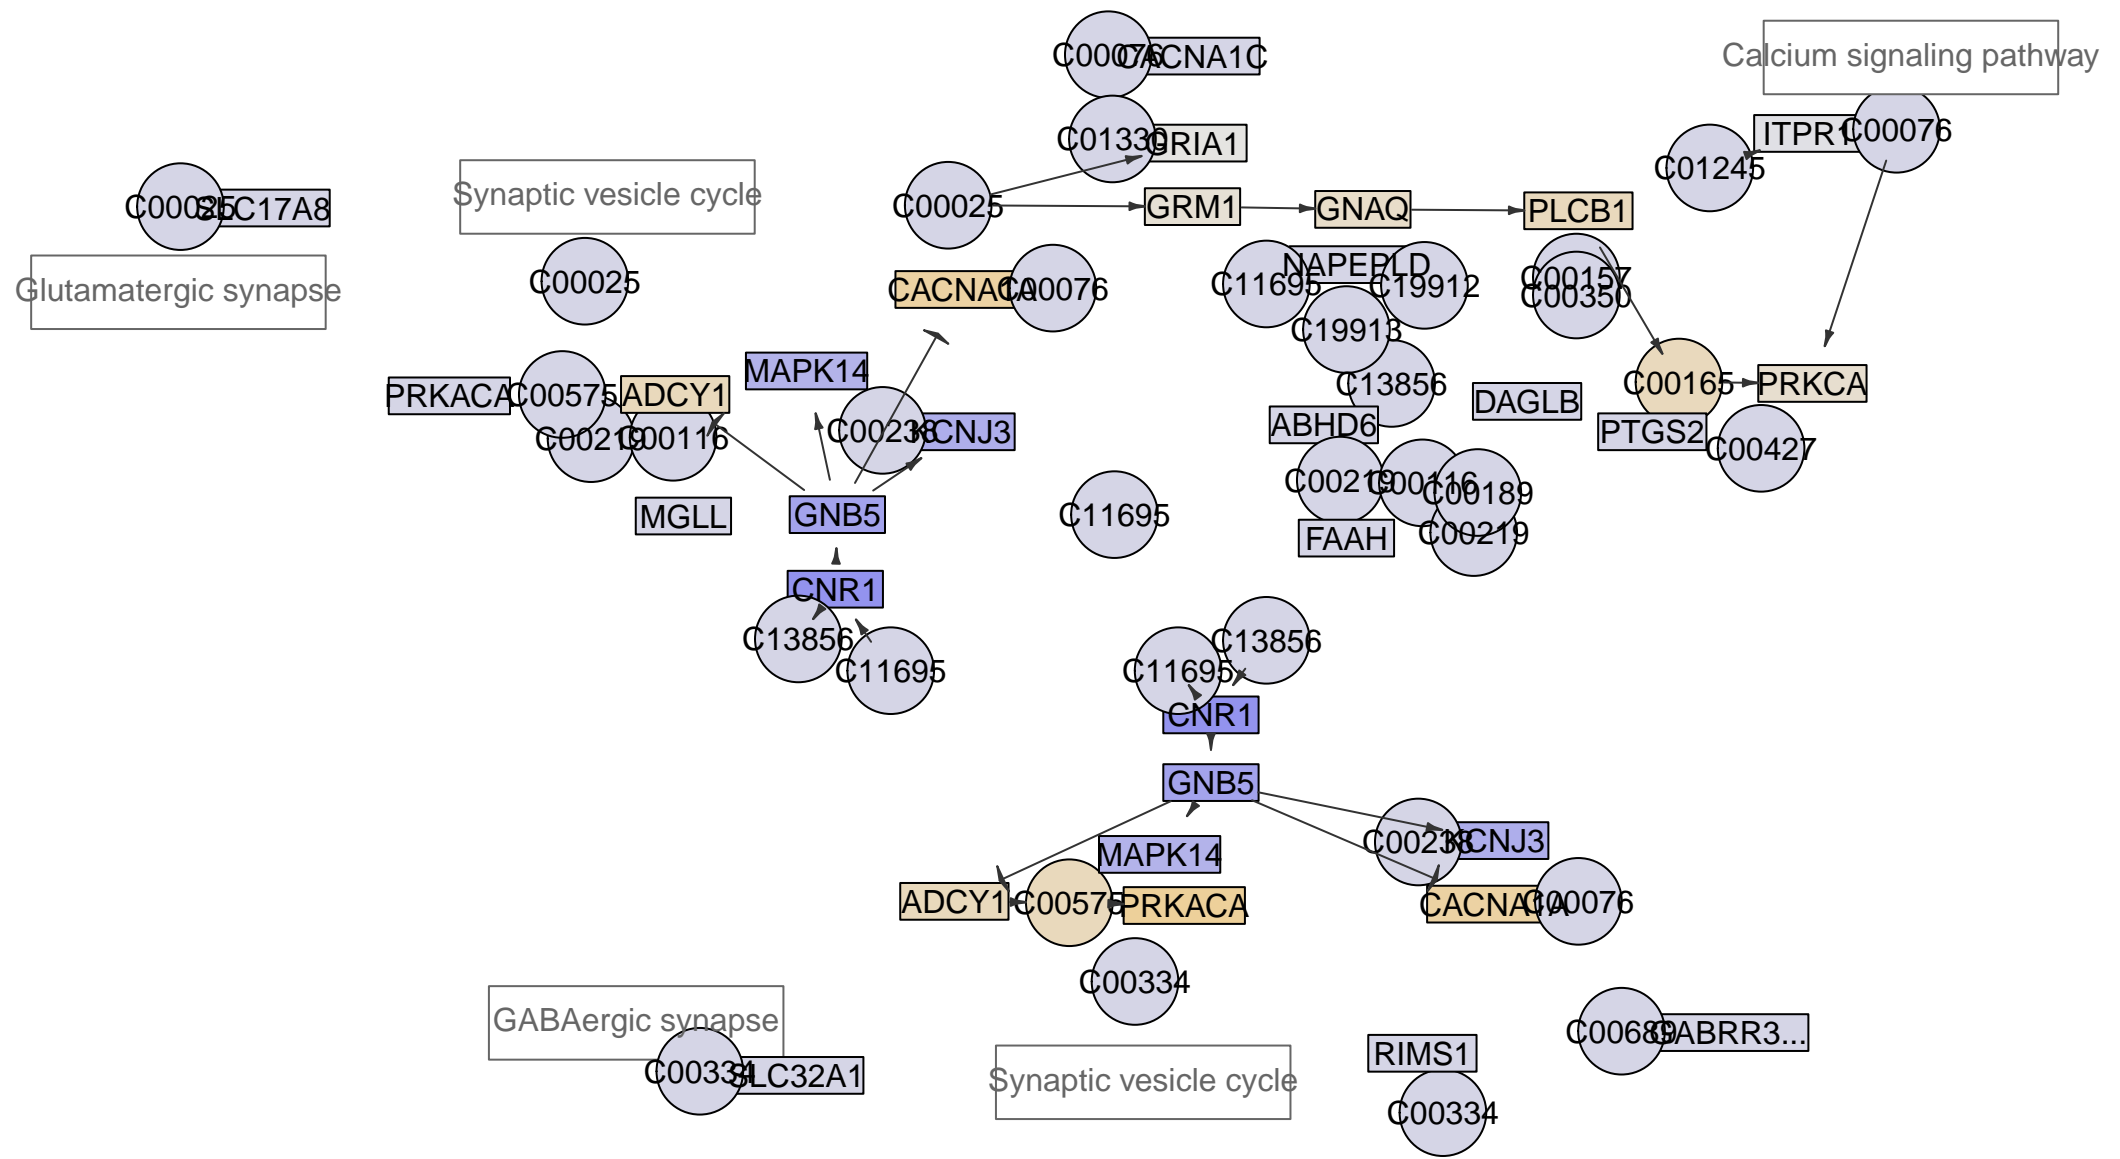 C00076
CACNA1C
Calcium signaling pathway
C01330
GRIA1
ITPR1
C00076
C01245
Synaptic vesicle cycle
C00025
SLC17A8
C00025
GRM1
GNAQ
PLCB1
Glutamatergic synapse
C00025
CACNA1A
C00076
C11695
NAPEPLD
C19912
C00157
C00350
C19913
MAPK14
PRKACA
C00575
ADCY1
C13856
C00165
PRKCA
DAGLB
ABHD6
C00219
C00116
C00238
KCNJ3
PTGS2
C00427
C00219
C00116
C00189
MGLL
GNB5
C11695
FAAH
C00219
CNR1
C13856
C11695
C11695
C13856
CNR1
GNB5
MAPK14
C00238
KCNJ3
ADCY1
C00575
PRKACA
CACNA1A
C00076
C00334
GABAergic synapse
C00689
GABRR3...
RIMS1
C00334
SLC32A1
Synaptic vesicle cycle
C00334